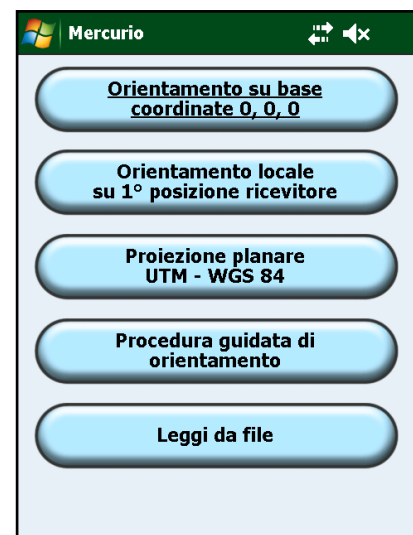 Mercurio
Orientamento su base
coordinate 0, 0, 0
Orientamento locale
su 1° posizione ricevitore
Proiezione planare
UTM - WGS 84
Procedura guidata di
orientamento
Leggi da file